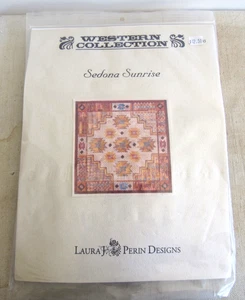 WESTERN
COLLECTION
Sedona Sunrise
LAURA J PERIN DESIGNS